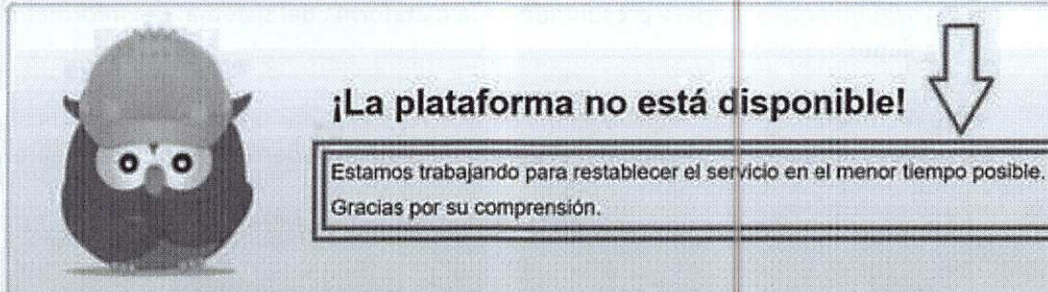 ¡La plataforma no está disponible!
Estamos trabajando para restablecer el servicio en el menor tiempo posible.
Gracias por su comprensión.